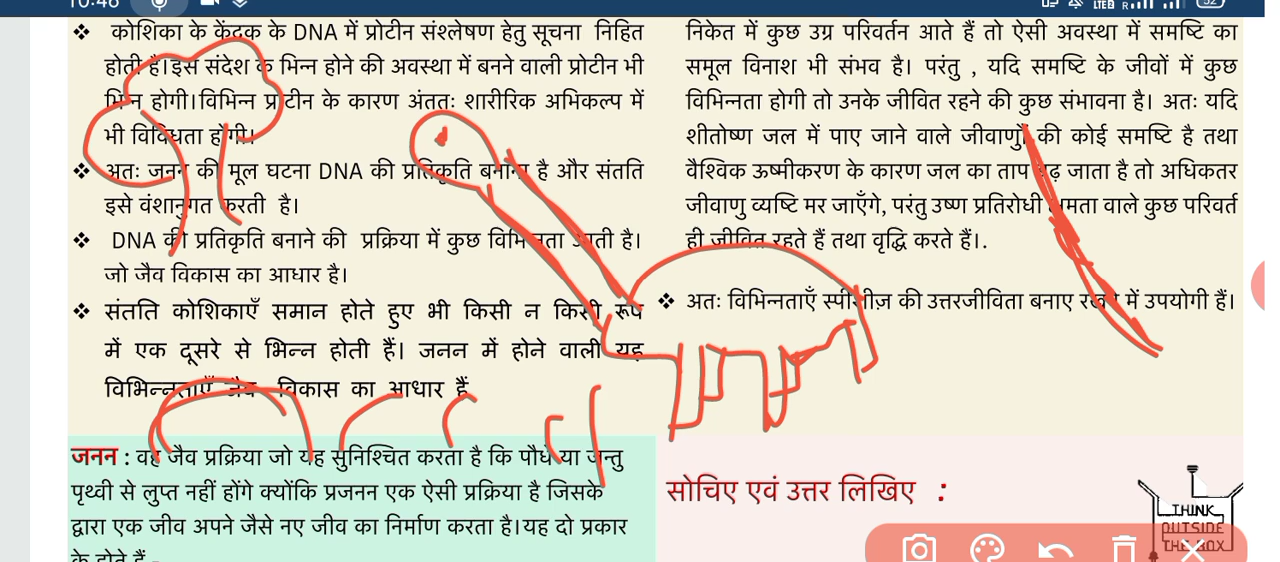 10:46
52
❖ कोशिका के केंद्रक के DNA में प्रोटीन संश्लेषण हेतु सूचना निहित
होती है।इस संदेश के भिन्न होने की अवस्था में बनने वाली प्रोटीन भी
भिन्न होगी।विभिन्न प्रोटीन के कारण अंततः शारीरिक अभिकल्प में
भी विविधता होगी।
❖ अतः जनन की मूल घटना DNA की प्रतिकृति बनाना है और संतति
इसे वंशानुगत करती है।
❖ DNA की प्रतिकृति बनाने की प्रक्रिया में कुछ विभिन्नता आती है।
जो जैव विकास का आधार है।
❖ संतति कोशिकाएँ समान होते हुए भी किसी न किसी रूप
में एक दूसरे से भिन्न होती हैं। जनन में होने वाली यह
विभिन्नताएँ जैव विकास का आधार हैं
जनन : वह जैव प्रक्रिया जो यह सुनिश्चित करता है कि पौधे या जन्तु
पृथ्वी से लुप्त नहीं होंगे क्योंकि प्रजनन एक ऐसी प्रक्रिया है जिसके
द्वारा एक जीव अपने जैसे नए जीव का निर्माण करता है।यह दो प्रकार
के होते हैं -
निकेत में कुछ उग्र परिवर्तन आते हैं तो ऐसी अवस्था में समष्टि का
समूल विनाश भी संभव है। परंतु , यदि समष्टि के जीवों में कुछ
विभिन्नता होगी तो उनके जीवित रहने की कुछ संभावना है। अतः यदि
शीतोष्ण जल में पाए जाने वाले जीवाणुओं की कोई समष्टि है तथा
वैश्विक ऊष्मीकरण के कारण जल का ताप बढ़ जाता है तो अधिकतर
जीवाणु व्यष्टि मर जाएँगे, परंतु उष्ण प्रतिरोधी क्षमता वाले कुछ परिवर्त
ही जीवित रहते हैं तथा वृद्धि करते हैं।.
❖ अतः विभिन्नताएँ स्पीशीज़ की उत्तरजीविता बनाए रखने में उपयोगी हैं।
सोचिए एवं उत्तर लिखिए :
THINK
OUTSIDE
THE BOX